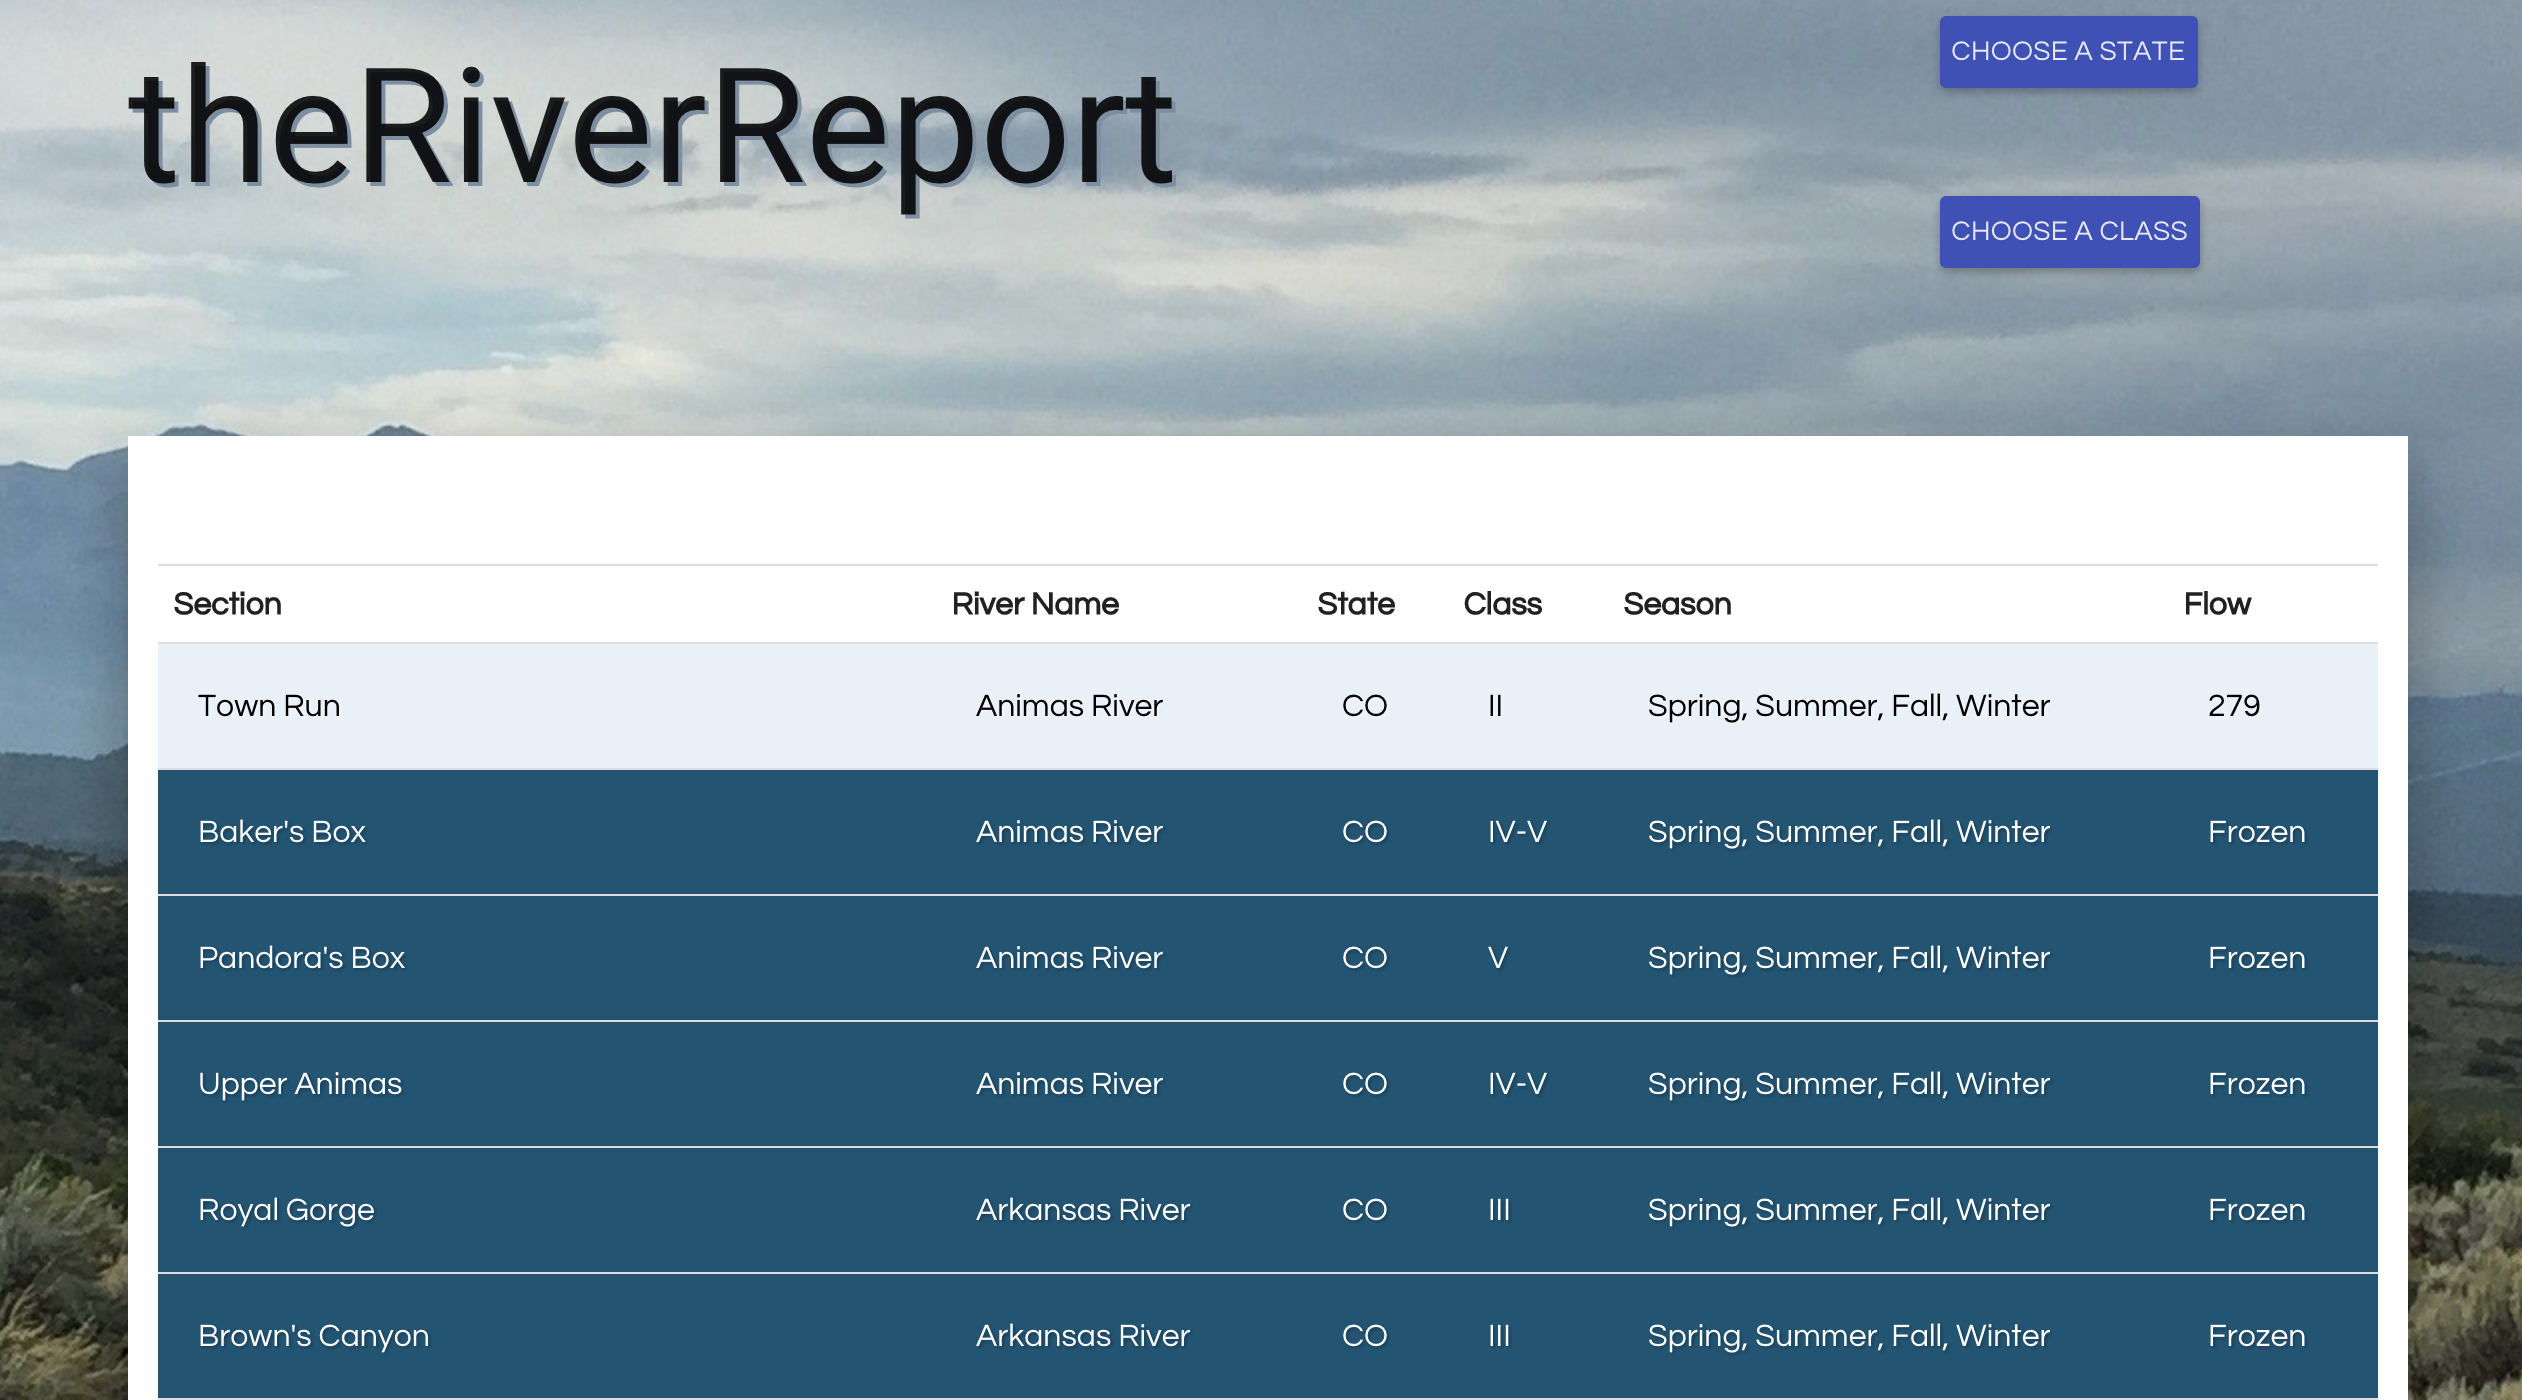 theRiverReport
CHOOSE A STATE
CHOOSE A CLASS
Section River Name State Class Season Flow
Town Run Animas River CO II Spring, Summer, Fall, Winter 279
Baker's Box Animas River CO IV-V Spring, Summer, Fall, Winter Frozen
Pandora's Box Animas River CO V Spring, Summer, Fall, Winter Frozen
Upper Animas Animas River CO IV-V Spring, Summer, Fall, Winter Frozen
Royal Gorge Arkansas River CO III Spring, Summer, Fall, Winter Frozen
Brown's Canyon Arkansas River CO III Spring, Summer, Fall, Winter Frozen